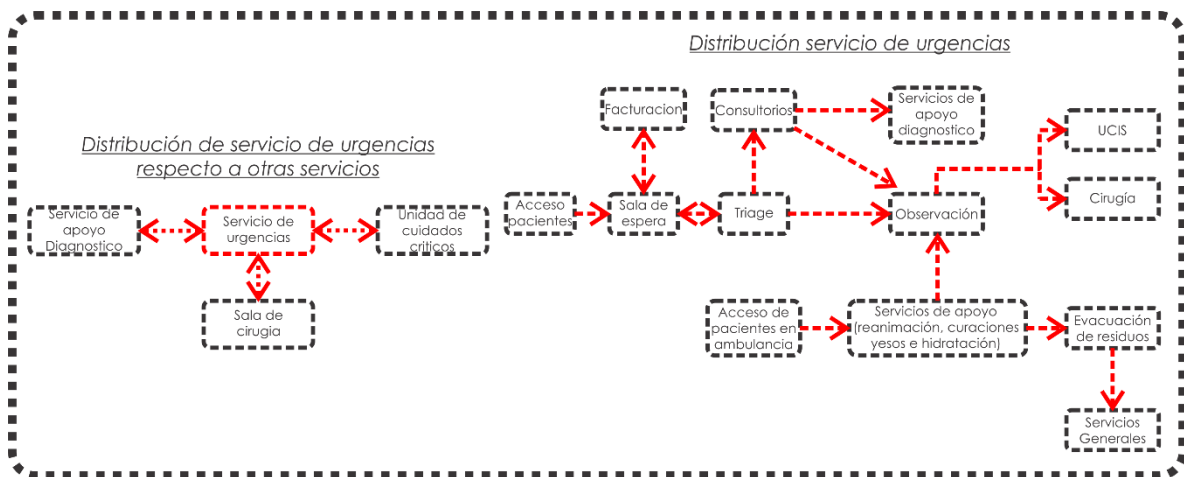 Distribución de servicio de urgencias
respecto a otras servicios
Servicio de
apoyo
Diagnostico
Servicio de
urgencias
Unidad de
cuidados
criticos
Sala de
cirugia
Distribución servicio de urgencias
Facturacion
Consultorios
Servicios de
apoyo
diagnostico
UCIS
Acceso
pacientes
Sala de
espera
Triage
Observación
Cirugía
Acceso de
pacientes en
ambulancia
Servicios de apoyo
(reanimación, curaciones
yesos e hidratación)
Evacuación
de residuos
Servicios
Generales